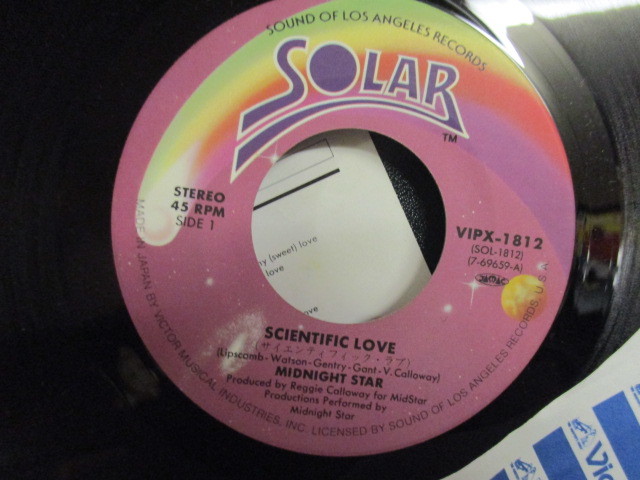 SOUND OF LOS ANGELES RECORDS
SOLAR
TM
STEREO
45 RPM
SIDE 1
VIPX-1812
(SOL-1812)
(7-69659-A)
(sweet) love
love
SCIENTIFIC LOVE
(サイエンティフィック・ラブ)
(Lipscomb-Watson-Gentry-Gant-V. Calloway)
MIDNIGHT STAR
Produced by Reggie Calloway for MidStar
Productions Performed by
Midnight Star
MADE IN JAPAN BY VICTOR MUSICAL INDUSTRIES, INC. LICENSED BY SOUND OF LOS ANGELES RECORDS, U.S.A.